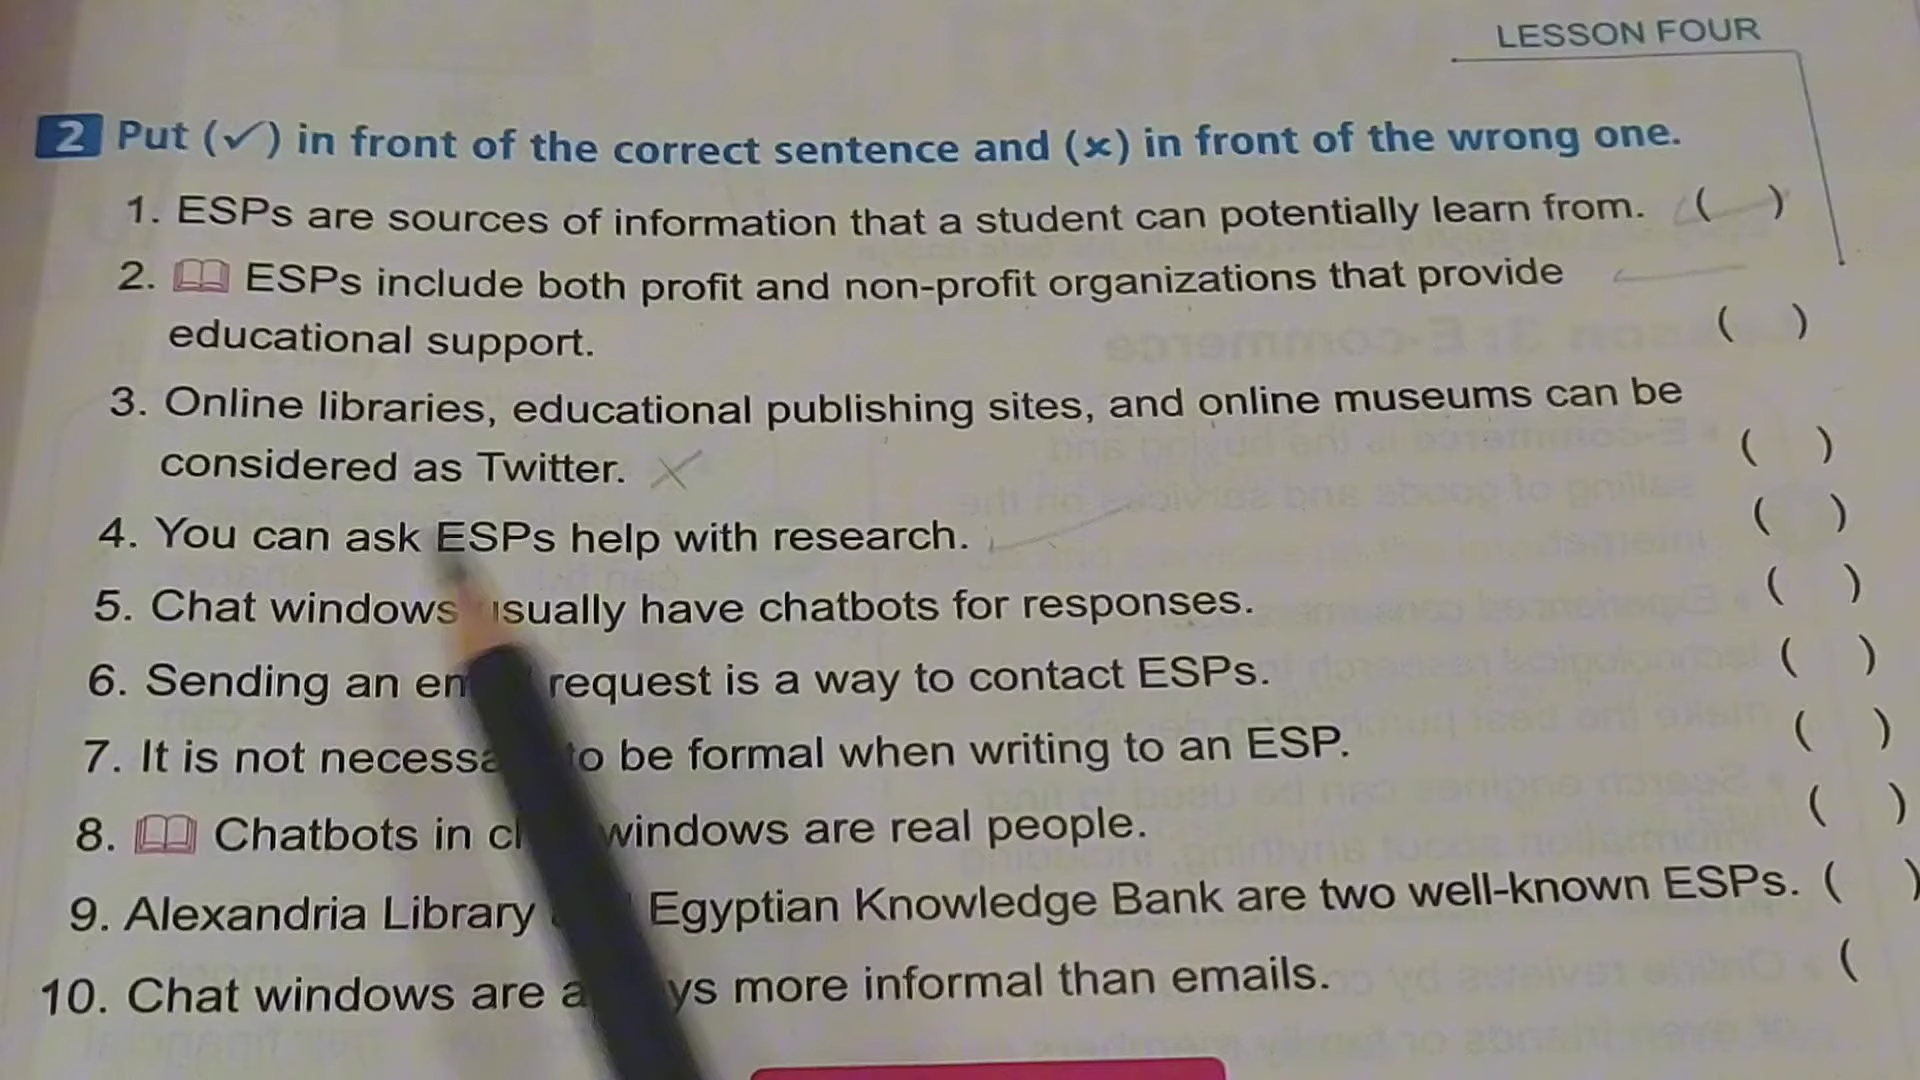 LESSON FOUR
2 Put (✓) in front of the correct sentence and (×) in front of the wrong one.
1. ESPs are sources of information that a student can potentially learn from. ( )
2. ESPs include both profit and non-profit organizations that provide
educational support. ( )
3. Online libraries, educational publishing sites, and online museums can be
considered as Twitter. × ( )
4. You can ask ESPs help with research. ( )
5. Chat windows usually have chatbots for responses. ( )
6. Sending an request is a way to contact ESPs. ( )
7. It is not to be formal when writing to an ESP. ( )
8. Chatbots in windows are real people. ( )
9. Alexandria Library Egyptian Knowledge Bank are two well-known ESPs. ( )
10. Chat windows are more informal than emails. (